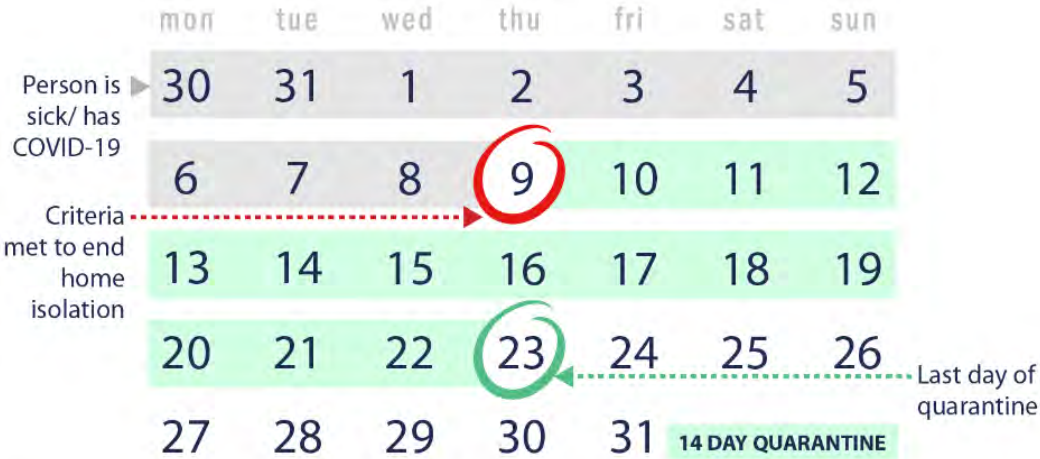 mon tue wed thu fri sat sun
Person is
sick/ has
COVID-19
30 31 1 2 3 4 5
6 7 8 9 10 11 12
Criteria
met to end
home
isolation
13 14 15 16 17 18 19
20 21 22 23 24 25 26
Last day of
quarantine
27 28 29 30 31 14 DAY QUARANTINE